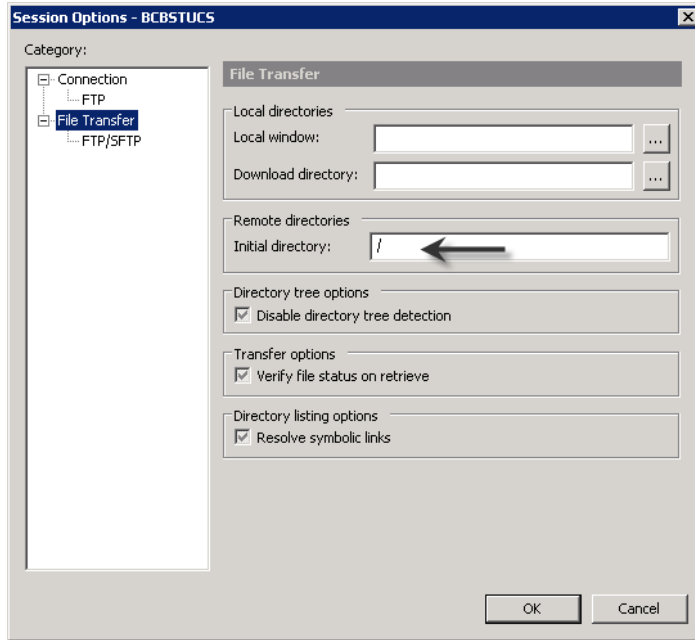 Session Options - BCBSTUCS
Category:
Connection
FTP
File Transfer
FTP/SFTP
File Transfer
Local directories
Local window:
...
Download directory:
...
Remote directories
Initial directory: /
Directory tree options
Disable directory tree detection
Transfer options
Verify file status on retrieve
Directory listing options
Resolve symbolic links
OK Cancel